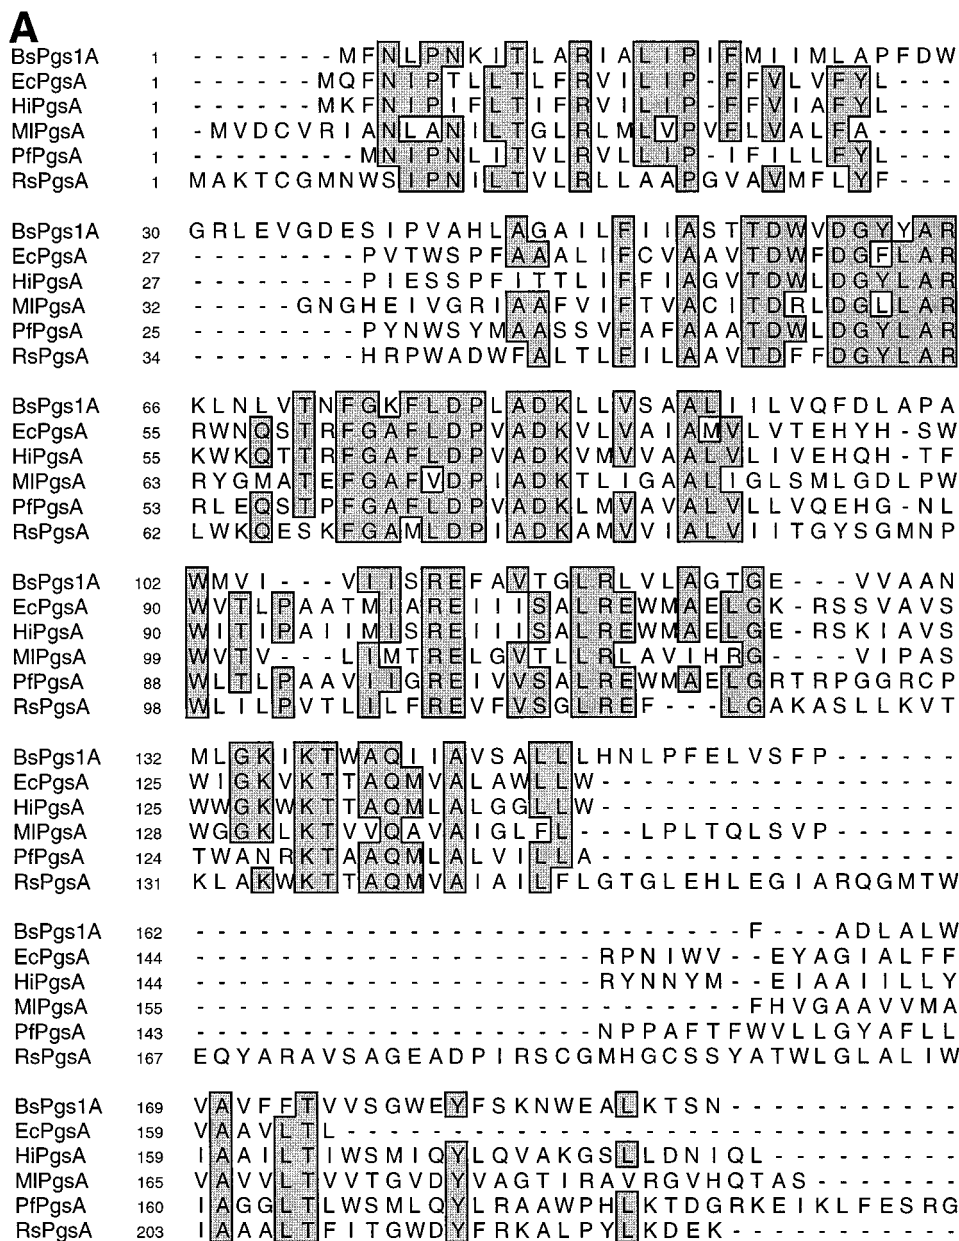 A
BsPgs1A 1 - - - - - - - M F N L P N K I T L A R I A L I P I F M I I M L A P F D W
EcPgsA 1 - - - - - - M Q F N I P T L L T L F R V I L I P - F F V L V F Y L - - - -
HiPgsA 1 - - - - - - M K F N I P I F L T I F R V I L I P - F F V I A F Y L - - - -
MlPgsA 1 - M V D C V R I A N L A N I L T G L R L M L V P V F L V A L F A - - - - -
PfPgsA 1 - - - - - - - - M N I P N L I T V L R V L L I P - I F I L L F Y L - - - -
RsPgsA 1 M A K T C G M N W S I P N I L T V L R L L A A P G V A V M F L Y F - - -
BsPgs1A 30 G R L E V G D E S I P V A H L A G A I L F I I A S T T D W V D G Y Y A R
EcPgsA 27 - - - - - - - - P V T W S P F A A A L I F C V A A V T D W F D G F L A R
HiPgsA 27 - - - - - - - - P I E S S P F I T T L I F F I A G V T D W L D G Y L A R
MlPgsA 32 - - - - - G N G H E I V G R I A A F V I F T V A C I T D R L D G L L A R
PfPgsA 25 - - - - - - - - P Y N W S Y M A A S S V F A F A A A T D W L D G Y L A R
RsPgsA 34 - - - - - - - - H R P W A D W F A L T L F I L A A V T D F F D G Y L A R
BsPgs1A 66 K L N L V T N F G K F L D P L A D K L L V S A A L I I L V Q F D L A P A
EcPgsA 55 R W N Q S T R F G A F L D P V A D K V L V A I A M V L V T E H Y H - S W
HiPgsA 55 K W K Q T T R F G A F L D P V A D K V M V V A A L V L I V E H Q H - T F
MlPgsA 63 R Y G M A T E F G A F V D P I A D K T L I G A A L I G L S M L G D L P W
PfPgsA 53 R L E Q S T P F G A F L D P V A D K L M V A V A L V L L V Q E H G - N L
RsPgsA 62 L W K Q E S K F G A M L D P I A D K A M V V I A L V I I T G Y S G M N P
BsPgs1A 102 W M V I - - - V I I S R E F A V T G L R L V L A G T G E - - - V V A A N
EcPgsA 90 W V T L P A A T M I A R E I I I S A L R E W M A E L G K - R S S V A V S
HiPgsA 90 W I T I P A I I M I S R E I I I S A L R E W M A E L G E - R S K I A V S
MlPgsA 99 W V T V - - - L I M T R E L G V T L L R L A V I H R G - - - - V I P A S
PfPgsA 88 W L T L P A A V I I G R E I V V S A L R E W M A E L G R T R P G G R C P
RsPgsA 98 W L I L P V T L I L F R E V F V S G L R E F - - - L G A K A S L L K V T
BsPgs1A 132 M L G K I K T W A Q I I A V S A L L L H N L P F E L V S F P - - - - - -
EcPgsA 125 W I G K V K T T A Q M V A L A W L L W - - - - - - - - - - - - - - - - -
HiPgsA 125 W W G K W K T T A Q M L A L G G L L W - - - - - - - - - - - - - - - - -
MlPgsA 128 W G G K L K T V V Q A V A I G L F L - - - L P L T Q L S V P - - - - - -
PfPgsA 124 T W A N R K T A A Q M L A L V I L L A - - - - - - - - - - - - - - - - -
RsPgsA 131 K L A K W K T T A Q M V A I A I L F L G T G L E H L E G I A R Q G M T W
BsPgs1A 162 - - - - - - - - - - - - - - - - - - - - - - - - - - F - - - A D L A L W
EcPgsA 144 - - - - - - - - - - - - - - - - - - - R P N I W V - - E Y A G I A L F F
HiPgsA 144 - - - - - - - - - - - - - - - - - - - R Y N N Y M - - E I A A I I L L Y
MlPgsA 155 - - - - - - - - - - - - - - - - - - - - - - - - - - F H V G A A V V M A
PfPgsA 143 - - - - - - - - - - - - - - - - - - - N P P A F T F W V L L G Y A F L L
RsPgsA 167 E Q Y A R A V S A G E A D P I R S C G M H G C S S Y A T W L G L A L I W
BsPgs1A 169 V A V F F T V V S G W E Y F S K N W E A L K T S N - - - - - - - - - - -
EcPgsA 159 V A A V L T L - - - - - - - - - - - - - - - - - - - - - - - - - - - - -
HiPgsA 159 I A A I L T I W S M I Q Y L Q V A K G S L L D N I Q L - - - - - - - - -
MlPgsA 165 V A V V L T V V T G V D Y V A G T I R A V R G V H Q T A S - - - - - - -
PfPgsA 160 I A G G L T L W S M L Q Y L R A A W P H L K T D G R K E I K L F E S R G
RsPgsA 203 I A A A L T F I T G W D Y F R K A L P Y L K D E K - - - - - - - - - - -